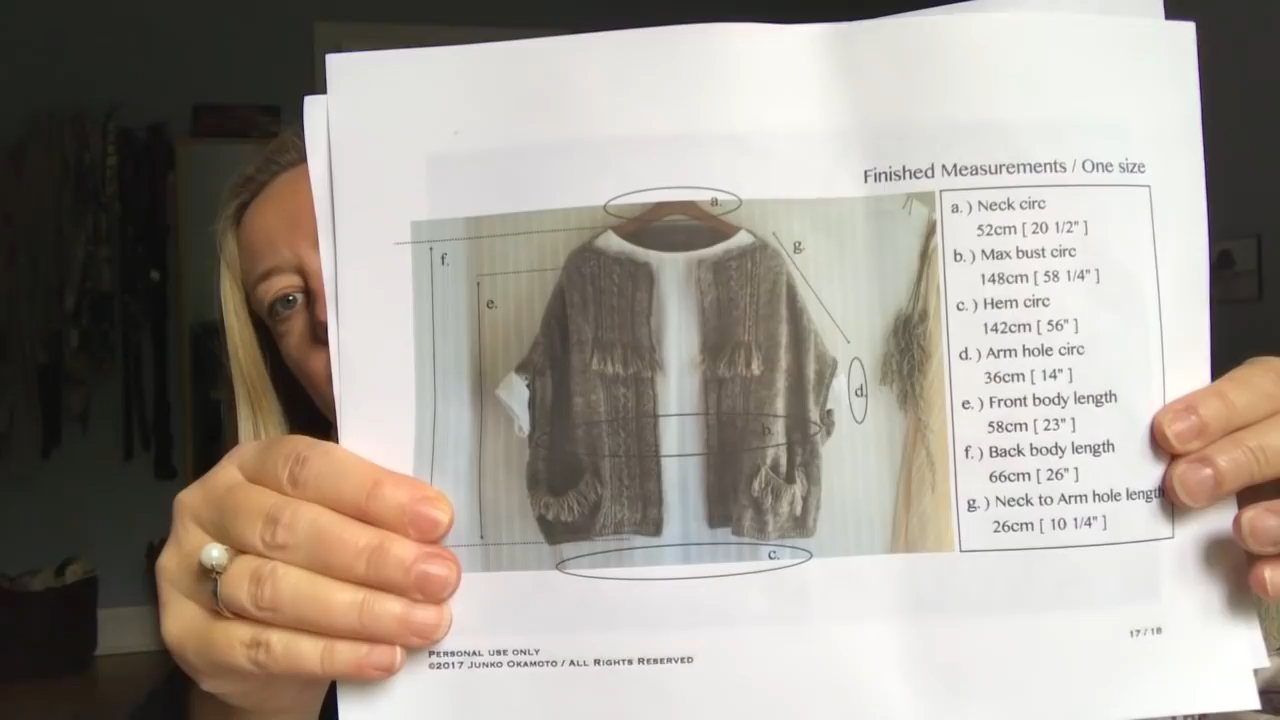 Finished Measurements / One size
a.
g.
f.
e.
d.
b.
c.
a. ) Neck circ
52cm [ 20 1/2" ]
b. ) Max bust circ
148cm [ 58 1/4" ]
c. ) Hem circ
142cm [ 56" ]
d. ) Arm hole circ
36cm [ 14" ]
e. ) Front body length
58cm [ 23" ]
f. ) Back body length
66cm [ 26" ]
g. ) Neck to Arm hole length
26cm [ 10 1/4" ]
17 / 18
PERSONAL USE ONLY
©2017 JUNKO OKAMOTO / ALL RIGHTS RESERVED